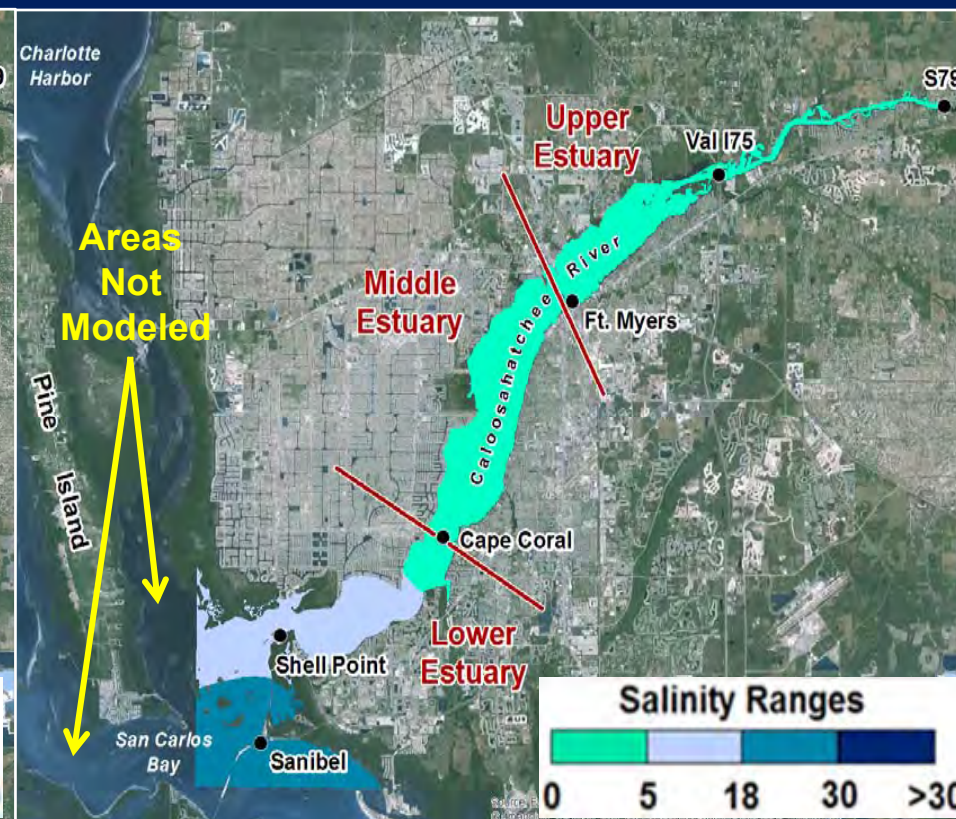 Charlotte
Harbor
S79
Upper
Estuary
Val I75
Areas
Not
Modeled
Middle
Estuary
Caloosahatchee River
Ft. Myers
Pine
Island
Cape Coral
Lower
Estuary
Shell Point
San Carlos
Bay
Sanibel
Salinity Ranges
0 5 18 30 >30